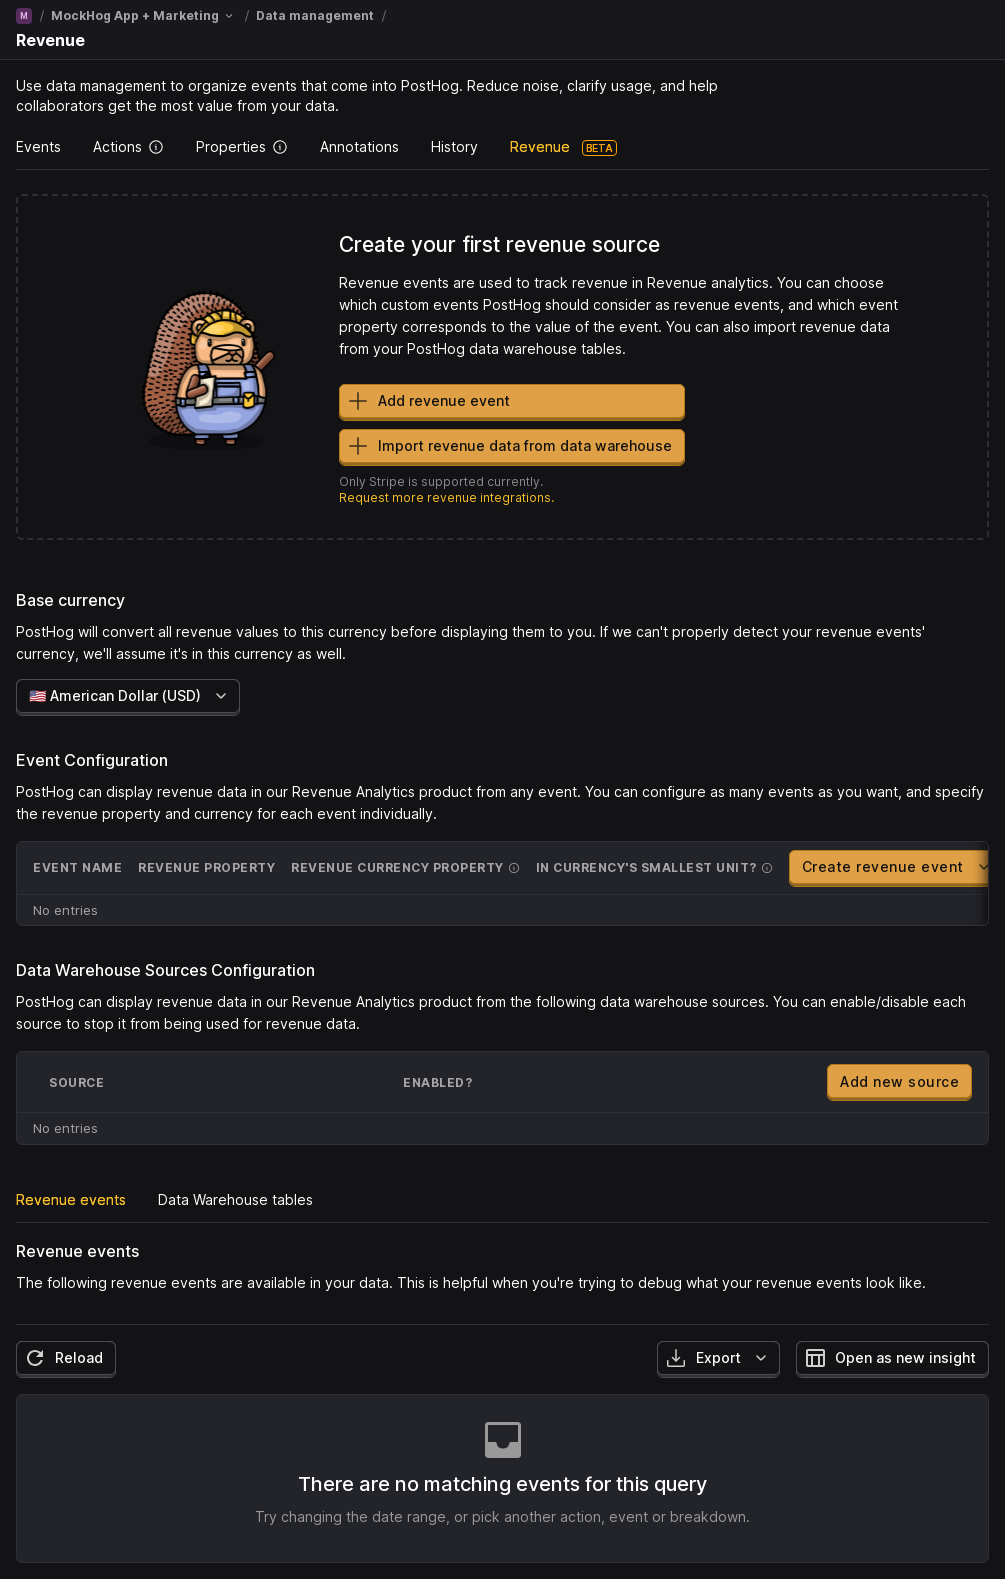 M / MockHog App + Marketing / Data management /
Revenue
Use data management to organize events that come into PostHog. Reduce noise, clarify usage, and help
collaborators get the most value from your data.
Events Actions Properties Annotations History Revenue BETA
Create your first revenue source
Revenue events are used to track revenue in Revenue analytics. You can choose
which custom events PostHog should consider as revenue events, and which event
property corresponds to the value of the event. You can also import revenue data
from your PostHog data warehouse tables.
Add revenue event
Import revenue data from data warehouse
Only Stripe is supported currently.
Request more revenue integrations.
Base currency
PostHog will convert all revenue values to this currency before displaying them to you. If we can't properly detect your revenue events'
currency, we'll assume it's in this currency as well.
🇺🇸 American Dollar (USD)
Event Configuration
PostHog can display revenue data in our Revenue Analytics product from any event. You can configure as many events as you want, and specify
the revenue property and currency for each event individually.
EVENT NAME REVENUE PROPERTY REVENUE CURRENCY PROPERTY IN CURRENCY'S SMALLEST UNIT? Create revenue event
No entries
Data Warehouse Sources Configuration
PostHog can display revenue data in our Revenue Analytics product from the following data warehouse sources. You can enable/disable each
source to stop it from being used for revenue data.
SOURCE ENABLED? Add new source
No entries
Revenue events Data Warehouse tables
Revenue events
The following revenue events are available in your data. This is helpful when you're trying to debug what your revenue events look like.
Reload Export Open as new insight
There are no matching events for this query
Try changing the date range, or pick another action, event or breakdown.